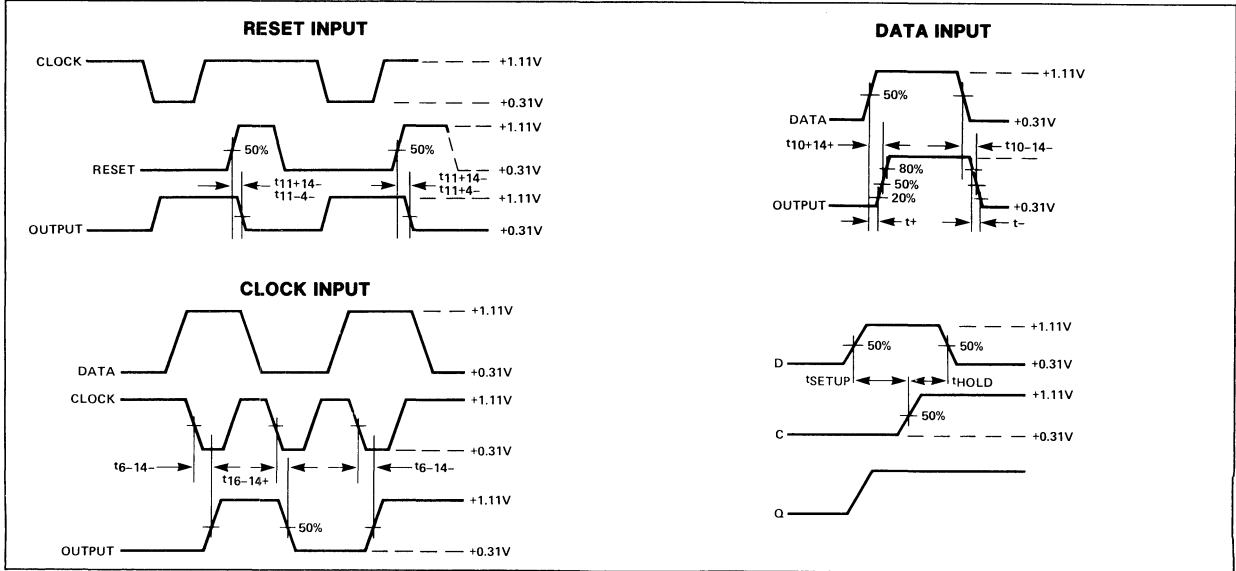 RESET INPUT
CLOCK
+1.11V
+0.31V
+1.11V
50%
50%
RESET
+0.31V
t11+14-
t11-4-
t11+14-
t11+4-
+1.11V
OUTPUT
+0.31V
CLOCK INPUT
+1.11V
DATA
+0.31V
CLOCK
+1.11V
+0.31V
t6-14-
t16-14+
t6-14-
+1.11V
50%
OUTPUT
+0.31V
DATA INPUT
+1.11V
50%
DATA
+0.31V
t10+14+
t10-14-
80%
50%
20%
OUTPUT
+0.31V
t+
t-
+1.11V
50%
50%
D
+0.31V
tSETUP
tHOLD
+1.11V
50%
C
+0.31V
Q